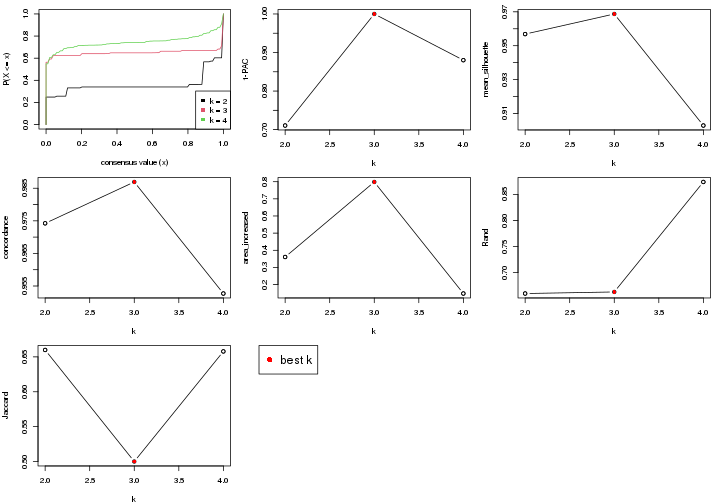 P(X <= x)
0.0 0.2 0.4 0.6 0.8 1.0
k = 2
k = 3
k = 4
0.0 0.2 0.4 0.6 0.8 1.0
consensus value (x)
1-PAC
0.70 0.80 0.90 1.00
2.0 2.5 3.0 3.5 4.0
k
mean_silhouette
0.91 0.93 0.95 0.97
2.0 2.5 3.0 3.5 4.0
k
concordance
0.955 0.965 0.975 0.985
2.0 2.5 3.0 3.5 4.0
k
area_increased
0.2 0.3 0.4 0.5 0.6 0.7 0.8
2.0 2.5 3.0 3.5 4.0
k
Rand
0.70 0.75 0.80 0.85
2.0 2.5 3.0 3.5 4.0
k
Jaccard
0.50 0.55 0.60 0.65
2.0 2.5 3.0 3.5 4.0
k
best k